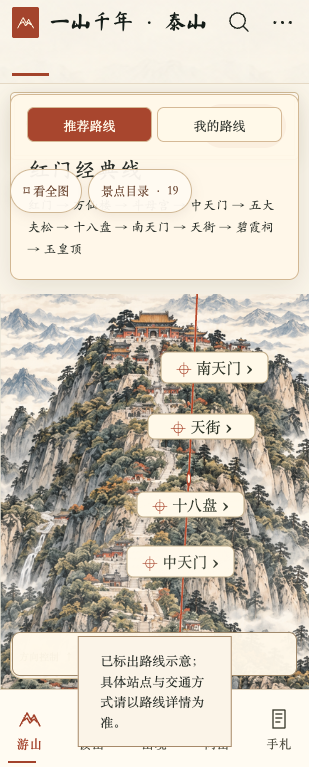 一山千年 · 泰山
推荐路线
我的路线
红门经典线
看全图
景点目录 · 19
中天门 → 五大
夫松 → 十八盘 → 南天门 → 天街 → 碧霞祠
→ 玉皇顶
南天门 ›
天街 ›
十八盘 ›
中天门 ›
已标出路线示意；
具体站点与交通方
式请以路线详情为
准。
游山
手札